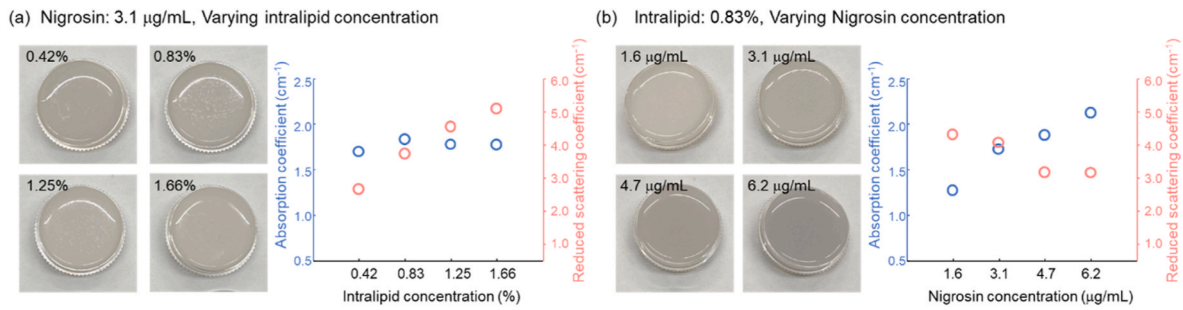 (a) Nigrosin: 3.1 μg/mL, Varying intralipid concentration
0.42%
0.83%
1.25%
1.66%
Absorption coefficient (cm⁻¹)
2.5
2.0
1.5
1.0
0.5
6.0
5.0
4.0
3.0
2.0
1.0
Reduced scattering coefficient (cm⁻¹)
0.42 0.83 1.25 1.66
Intralipid concentration (%)
(b) Intralipid: 0.83%, Varying Nigrosin concentration
1.6 μg/mL
3.1 μg/mL
4.7 μg/mL
6.2 μg/mL
Absorption coefficient (cm⁻¹)
2.5
2.0
1.5
1.0
0.5
6.0
5.0
4.0
3.0
2.0
1.0
Reduced scattering coefficient (cm⁻¹)
1.6 3.1 4.7 6.2
Nigrosin concentration (μg/mL)